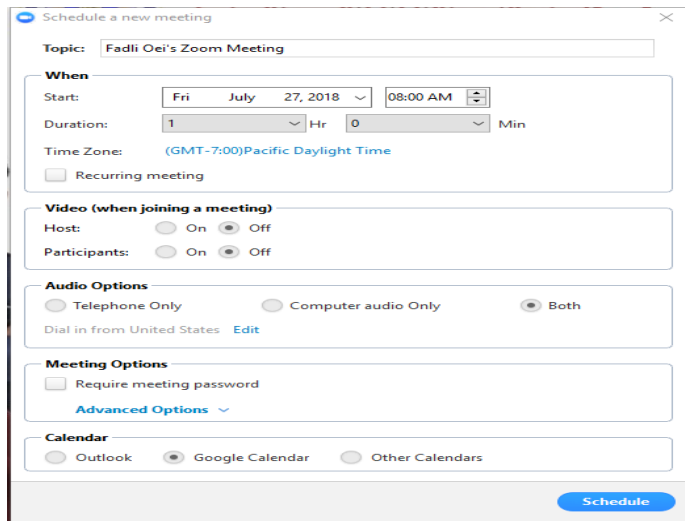 Schedule a new meeting
Topic: Fadli Oei's Zoom Meeting
When
Start: Fri July 27, 2018 08:00 AM
Duration: 1 Hr 0 Min
Time Zone: (GMT-7:00)Pacific Daylight Time
Recurring meeting
Video (when joining a meeting)
Host: On Off
Participants: On Off
Audio Options
Telephone Only Computer audio Only Both
Dial in from United States Edit
Meeting Options
Require meeting password
Advanced Options
Calendar
Outlook Google Calendar Other Calendars
Schedule